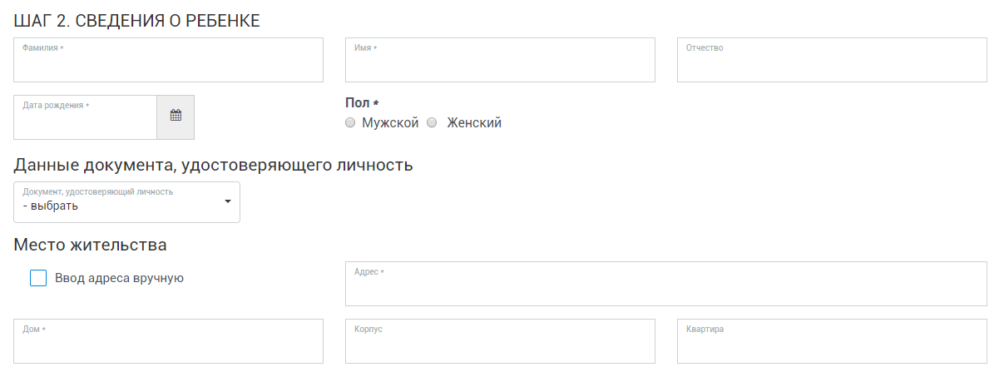 ШАГ 2. СВЕДЕНИЯ О РЕБЕНКЕ
Фамилия * Имя * Отчество
Дата рождения * Пол *
Мужской Женский
Данные документа, удостоверяющего личность
Документ, удостоверяющий личность
- выбрать
Место жительства
Ввод адреса вручную Адрес *
Дом * Корпус Квартира